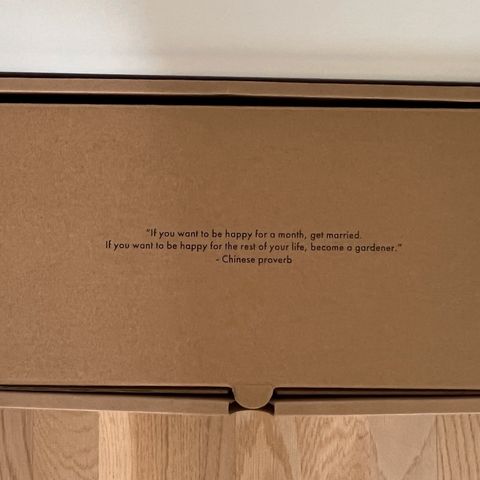 "If you want to be happy for a month, get married.
If you want to be happy for the rest of your life, become a gardener."
- Chinese proverb